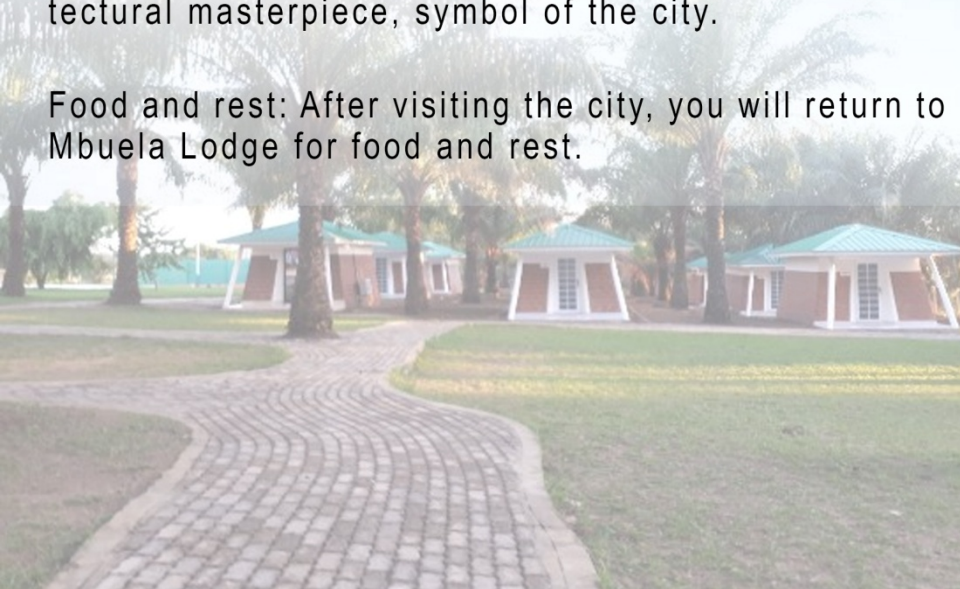 tectural masterpiece, symbol of the city.
Food and rest: After visiting the city, you will return to
Mbuela Lodge for food and rest.